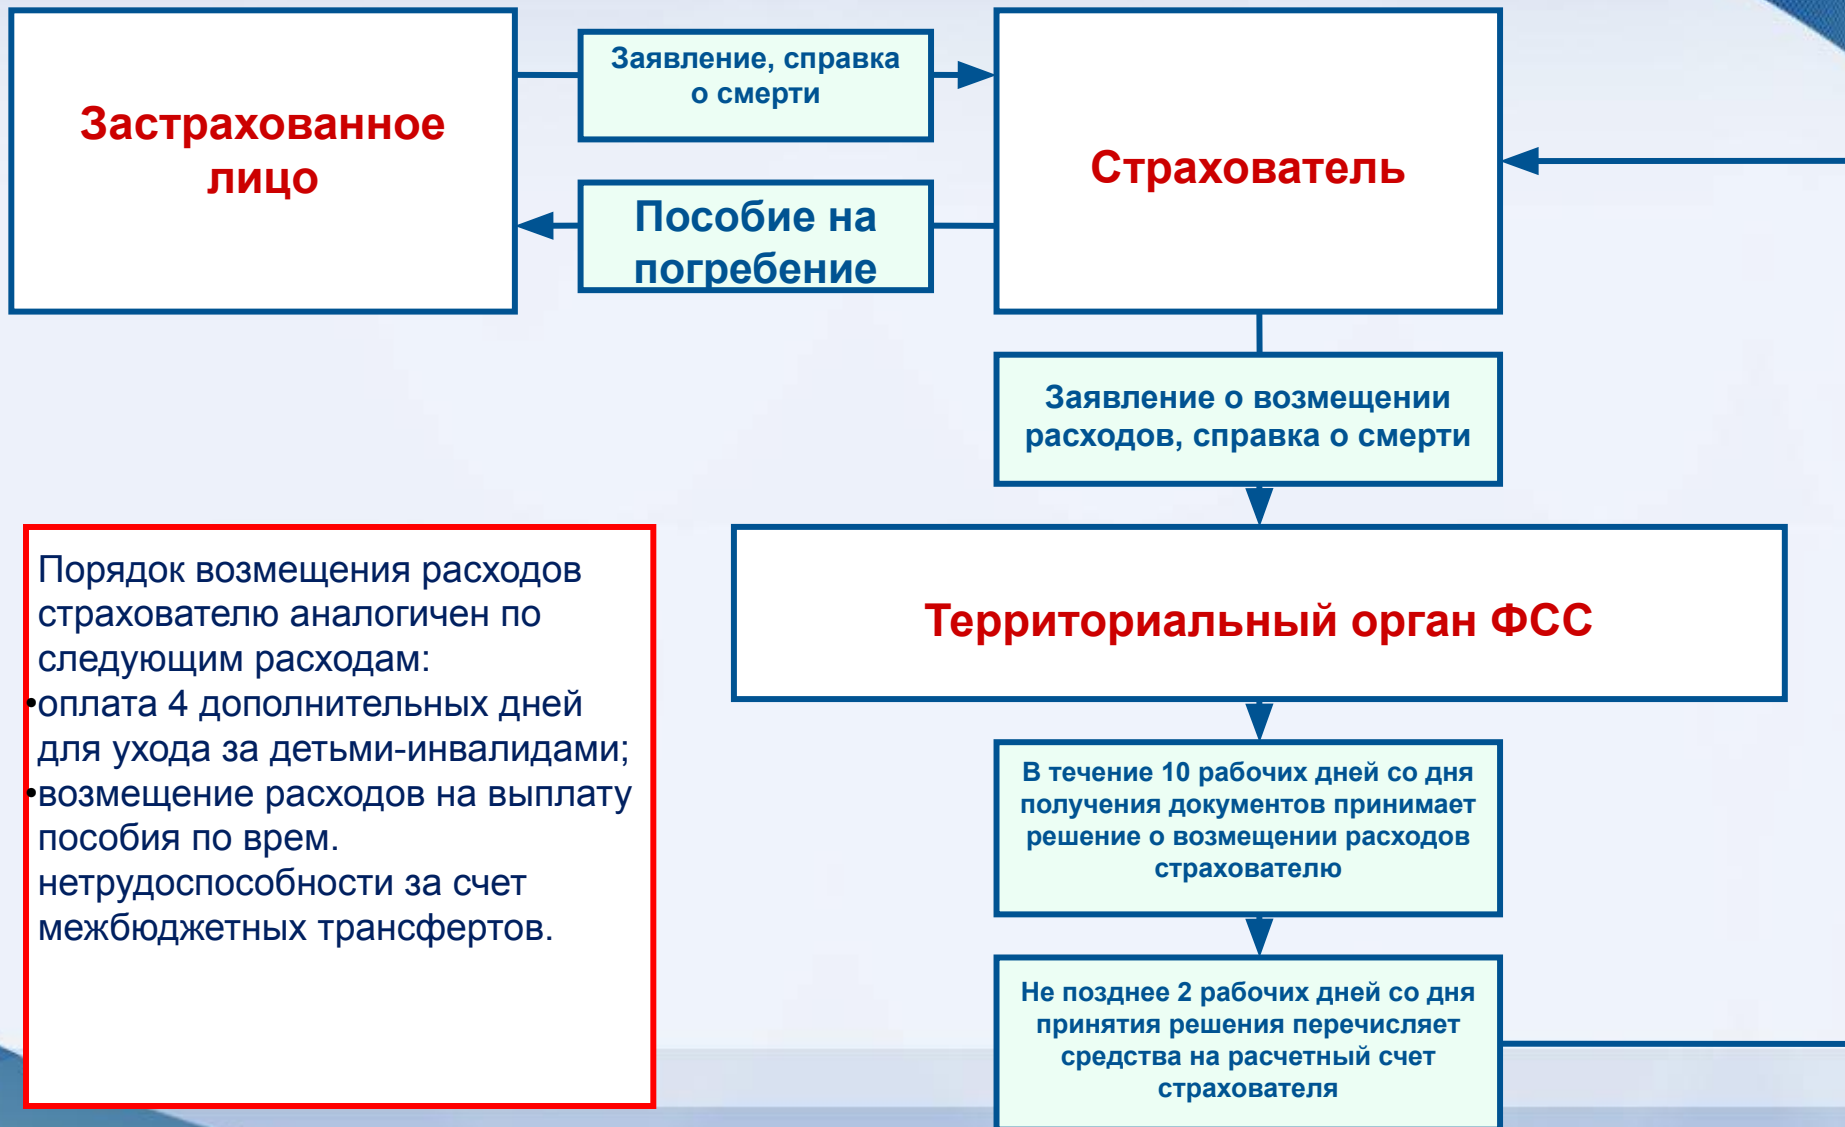 Застрахованное
лицо
Заявление, справка
о смерти
Пособие на
погребение
Страхователь
Заявление о возмещении
расходов, справка о смерти
Территориальный орган ФСС
В течение 10 рабочих дней со дня
получения документов принимает
решение о возмещении расходов
страхователю
Не позднее 2 рабочих дней со дня
принятия решения перечисляет
средства на расчетный счет
страхователя
Порядок возмещения расходов
страхователю аналогичен по
следующим расходам:
•оплата 4 дополнительных дней
для ухода за детьми-инвалидами;
•возмещение расходов на выплату
пособия по врем.
нетрудоспособности за счет
межбюджетных трансфертов.